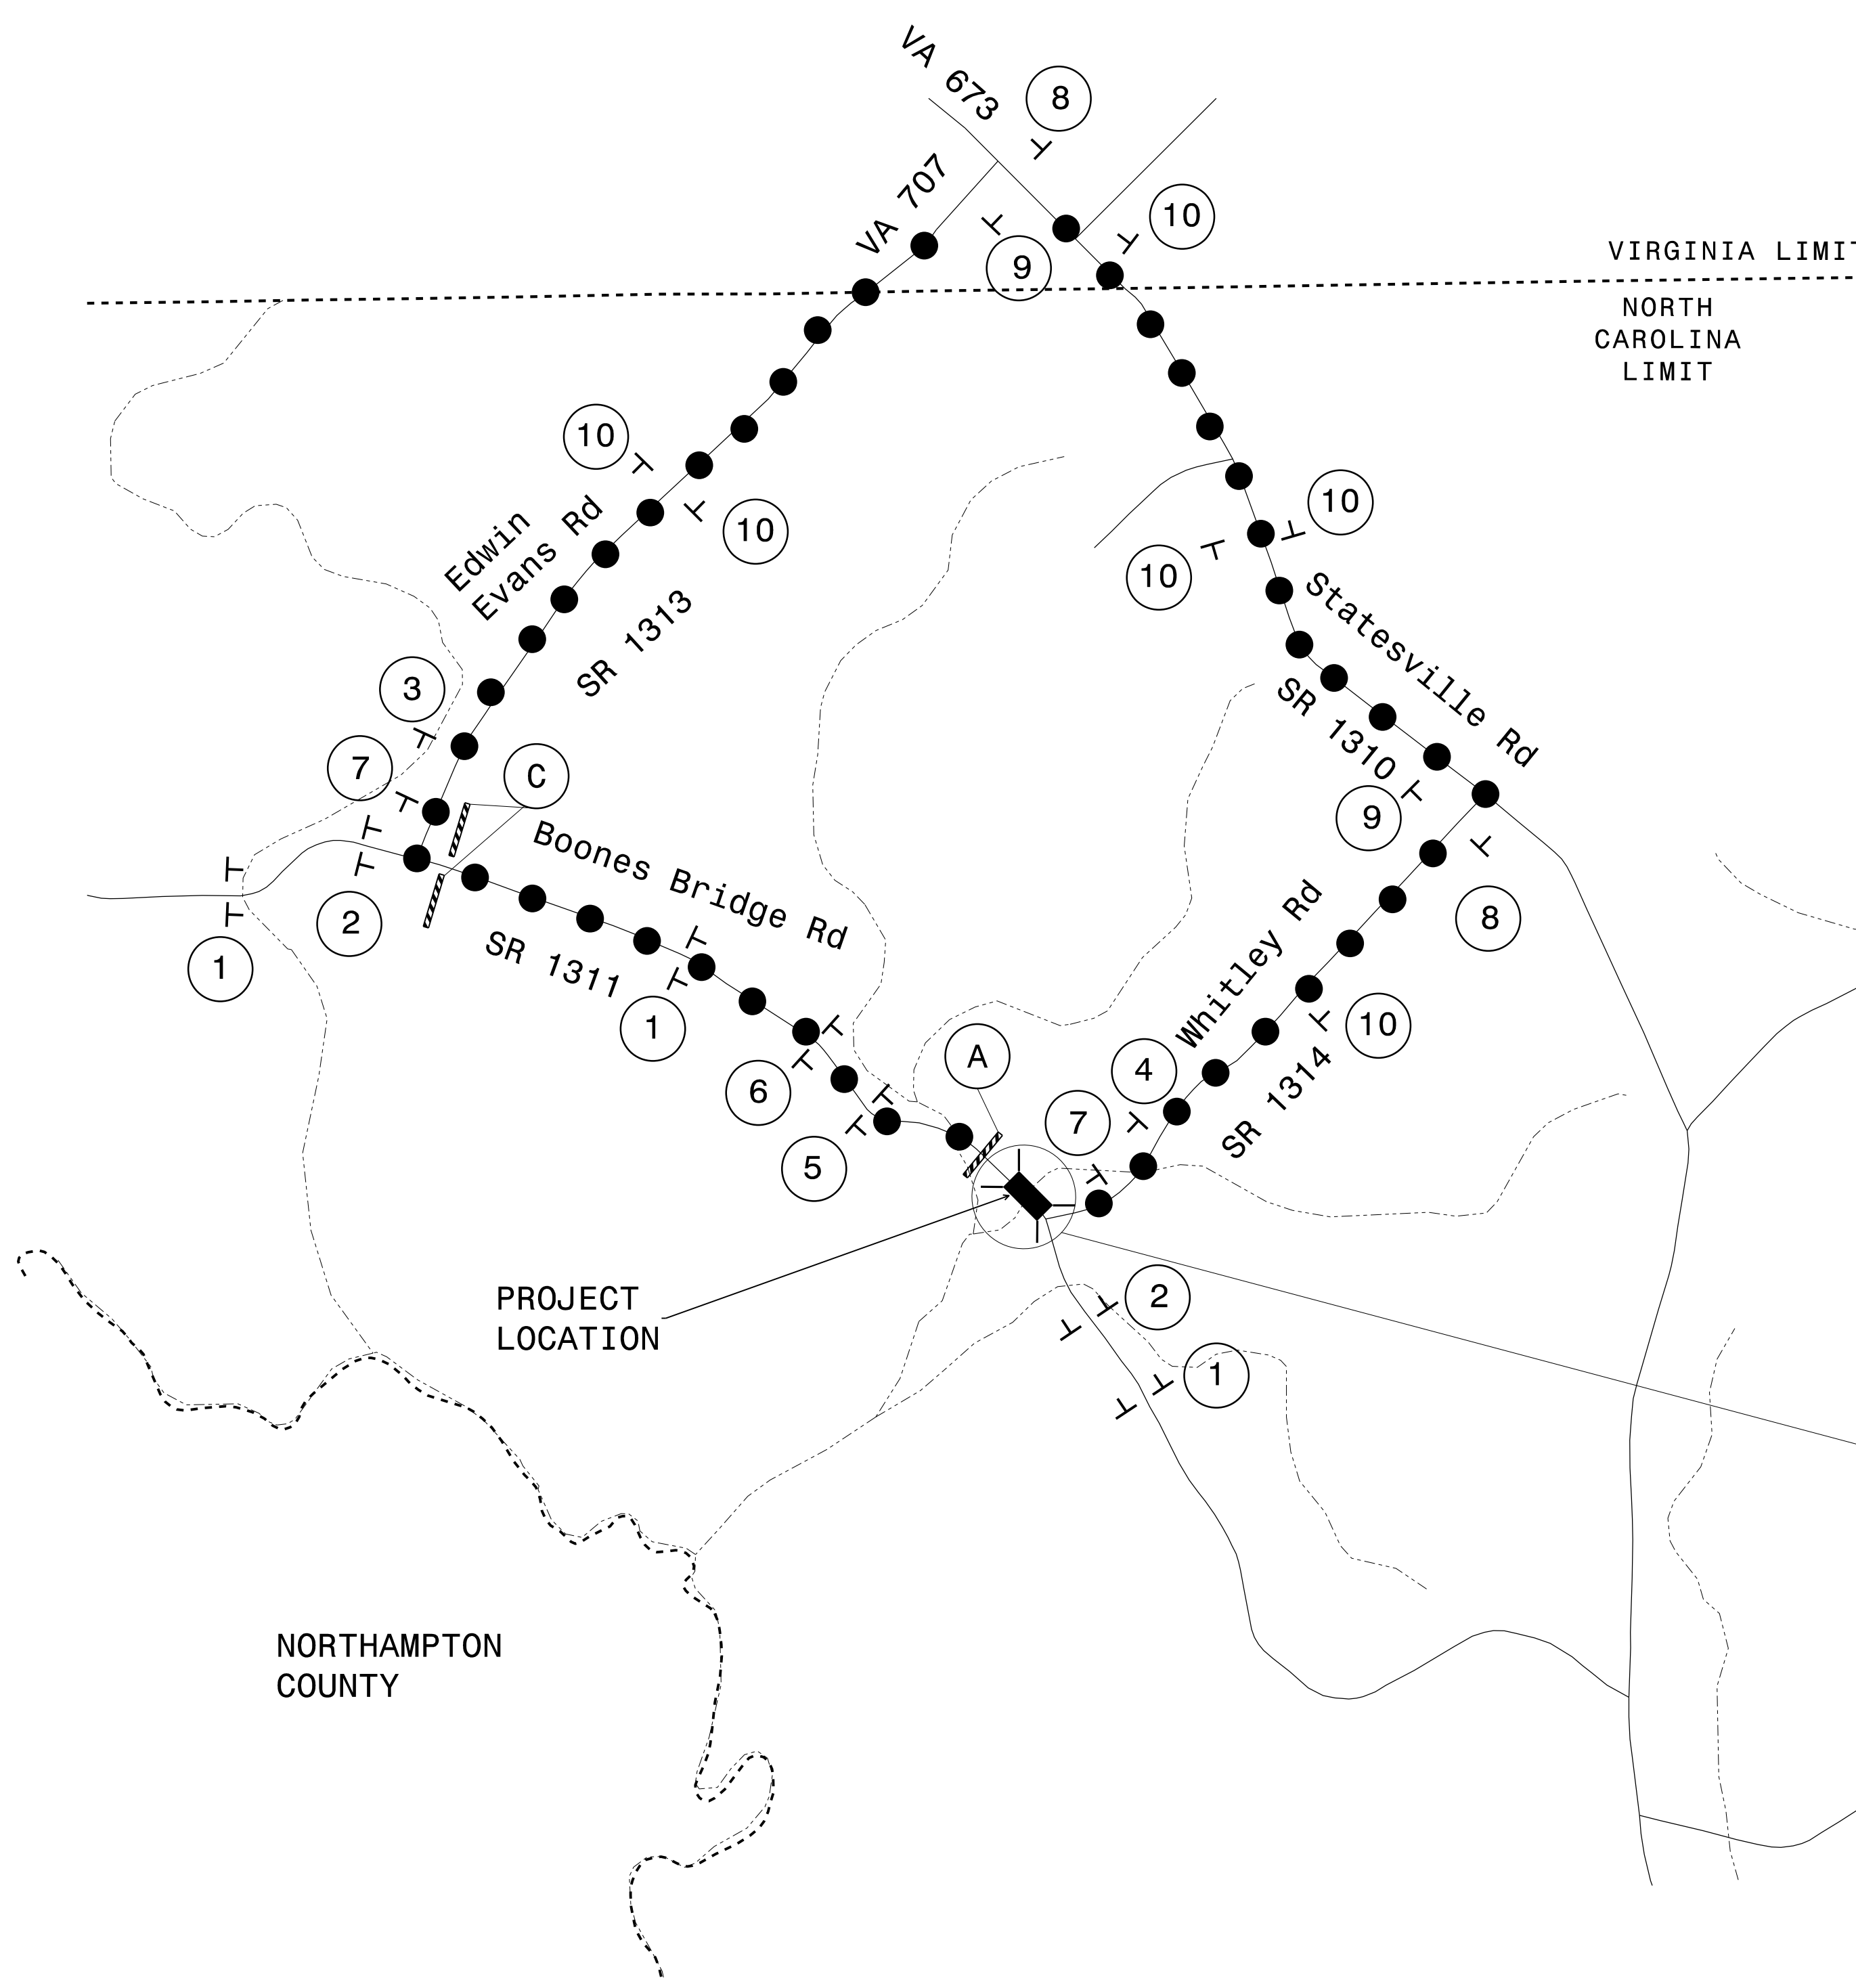 VA 673
8
VA 707
10
9
VIRGINIA LIMIT
NORTH
CAROLINA
LIMIT
10
10
10
10
Edwin
Evans Rd
SR 1313
Statesville Rd
SR 1310
3
7
C
9
8
Boones Bridge Rd
SR 1311
2
1
1
Whitley Rd
SR 1314
10
4
A
7
6
5
PROJECT
LOCATION
2
1
NORTHAMPTON
COUNTY